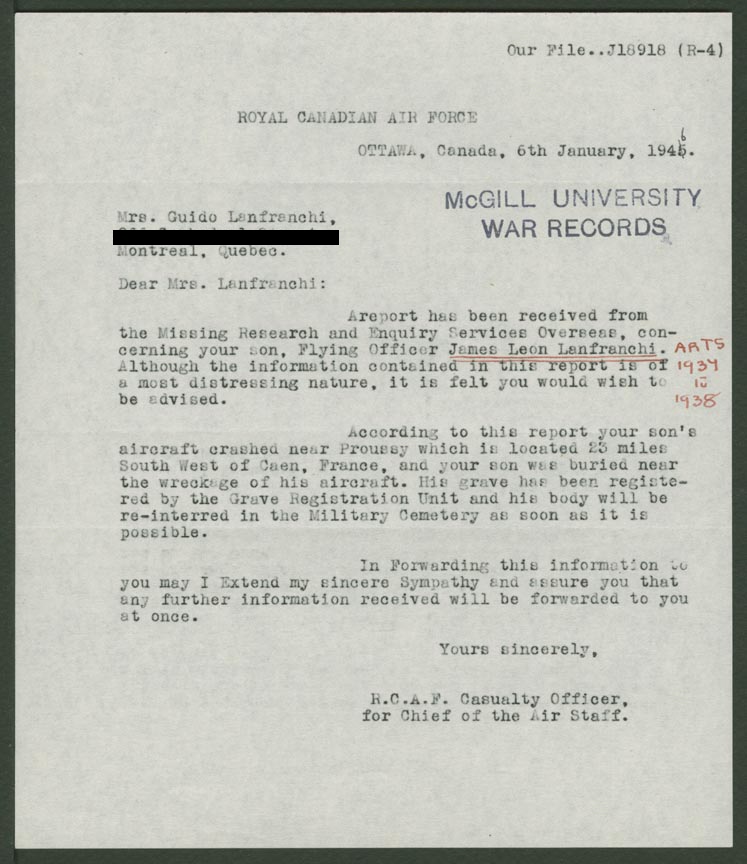 Our File..J18918 (R-4)
ROYAL CANADIAN AIR FORCE
OTTAWA, Canada, 6th January, 1946.
McGILL UNIVERSITY
WAR RECORDS
Mrs. Guido Lanfranchi,
Montreal, Quebec.
Dear Mrs. Lanfranchi:
Areport has been received from
the Missing Research and Enquiry Services Overseas, con-
cerning your son, Flying Officer James Leon Lanfranchi.
ARTS
Although the information contained in this report is of
1934
a most distressing nature, it is felt you would wish to
be advised.
1938
According to this report your son's
aircraft crashed near Proussy which is located 23 miles
South West of Caen, France, and your son was buried near
the wreckage of his aircraft. His grave has been registe-
red by the Grave Registration Unit and his body will be
re-interred in the Military Cemetery as soon as it is
possible.
In Forwarding this information to
you may I Extend my sincere Sympathy and assure you that
any further information received will be forwarded to you
at once.
Yours sincerely,
R.C.A.F. Casualty Officer,
for Chief of the Air Staff.